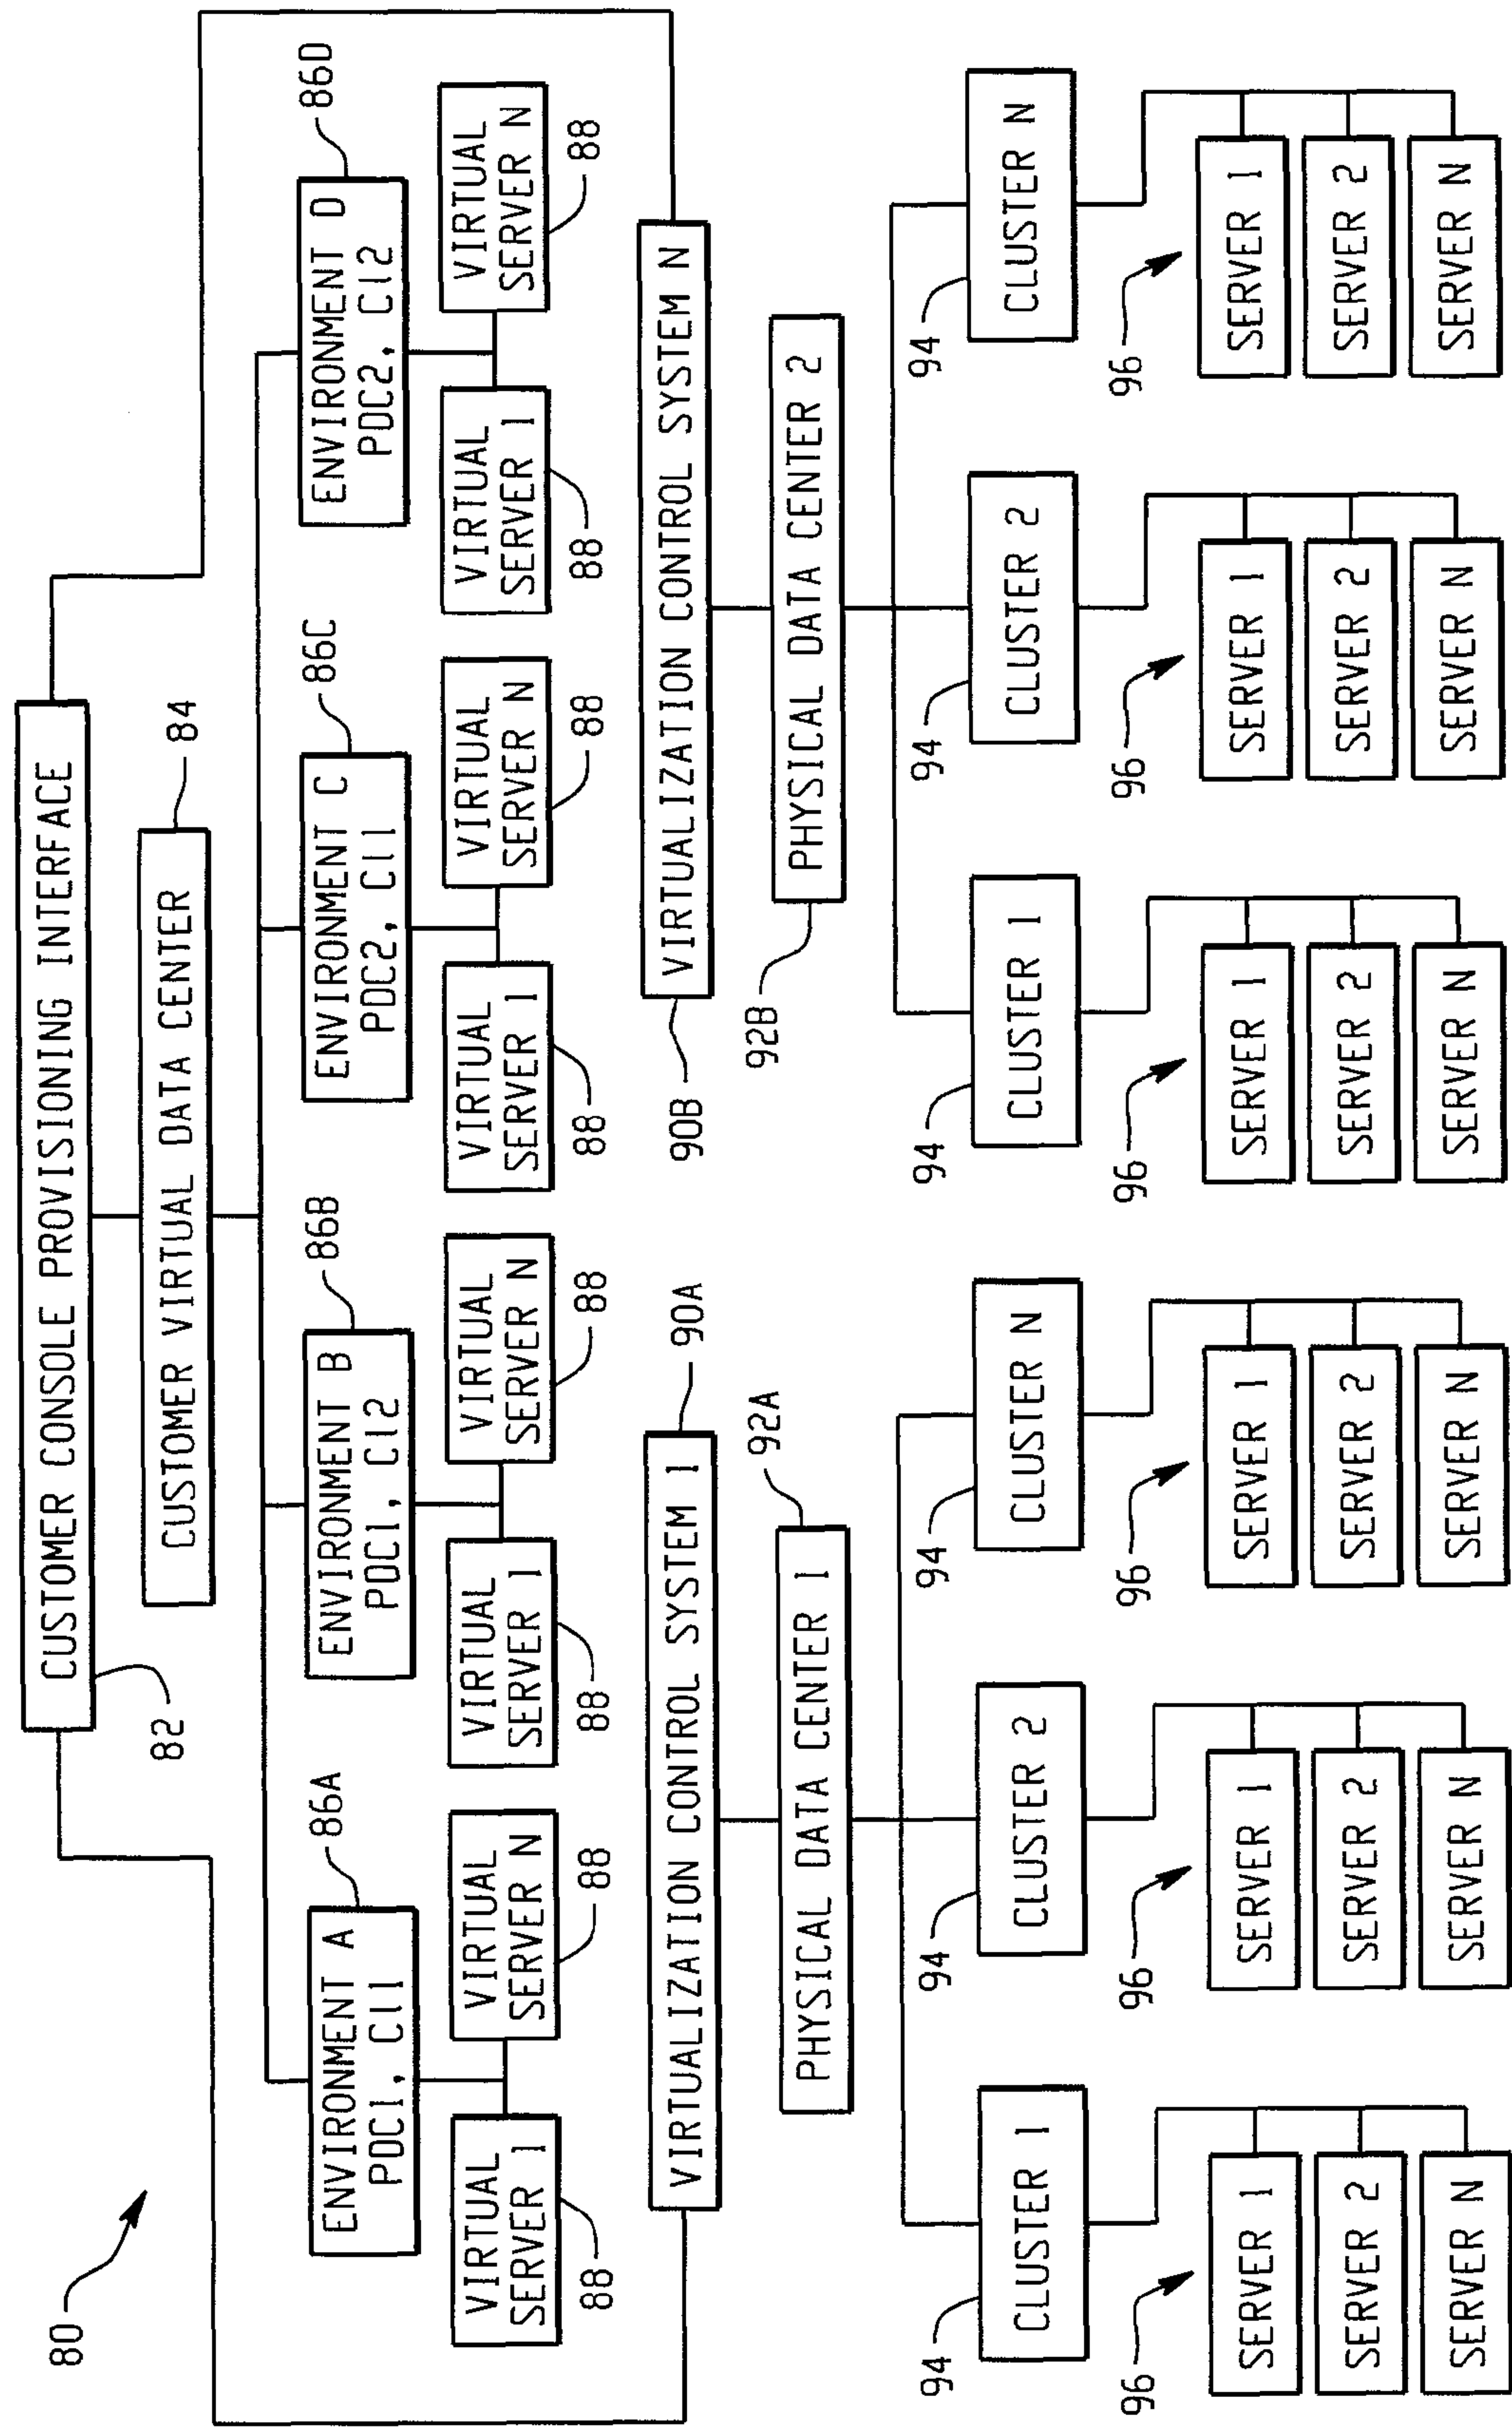 80
CUSTOMER CONSOLE PROVISIONING INTERFACE
82
CUSTOMER VIRTUAL DATA CENTER
84
86A
86B
86C
86D
ENVIRONMENT A
PDC1, Cl1
ENVIRONMENT B
PDC1, Cl2
ENVIRONMENT C
PDC2, Cl1
ENVIRONMENT D
PDC2, Cl2
VIRTUAL
SERVER 1
VIRTUAL
SERVER N
VIRTUAL
SERVER 1
VIRTUAL
SERVER N
VIRTUAL
SERVER 1
VIRTUAL
SERVER N
VIRTUAL
SERVER 1
VIRTUAL
SERVER N
88
88
88
88
88
88
88
88
VIRTUALIZATION CONTROL SYSTEM 1
90A
90B
VIRTUALIZATION CONTROL SYSTEM N
PHYSICAL DATA CENTER 1
92A
92B
PHYSICAL DATA CENTER 2
94
94
94
94
94
94
CLUSTER 1
CLUSTER 2
CLUSTER N
CLUSTER 1
CLUSTER 2
CLUSTER N
96
96
96
96
96
96
SERVER 1
SERVER 1
SERVER 1
SERVER 1
SERVER 1
SERVER 1
SERVER 2
SERVER 2
SERVER 2
SERVER 2
SERVER 2
SERVER 2
SERVER N
SERVER N
SERVER N
SERVER N
SERVER N
SERVER N